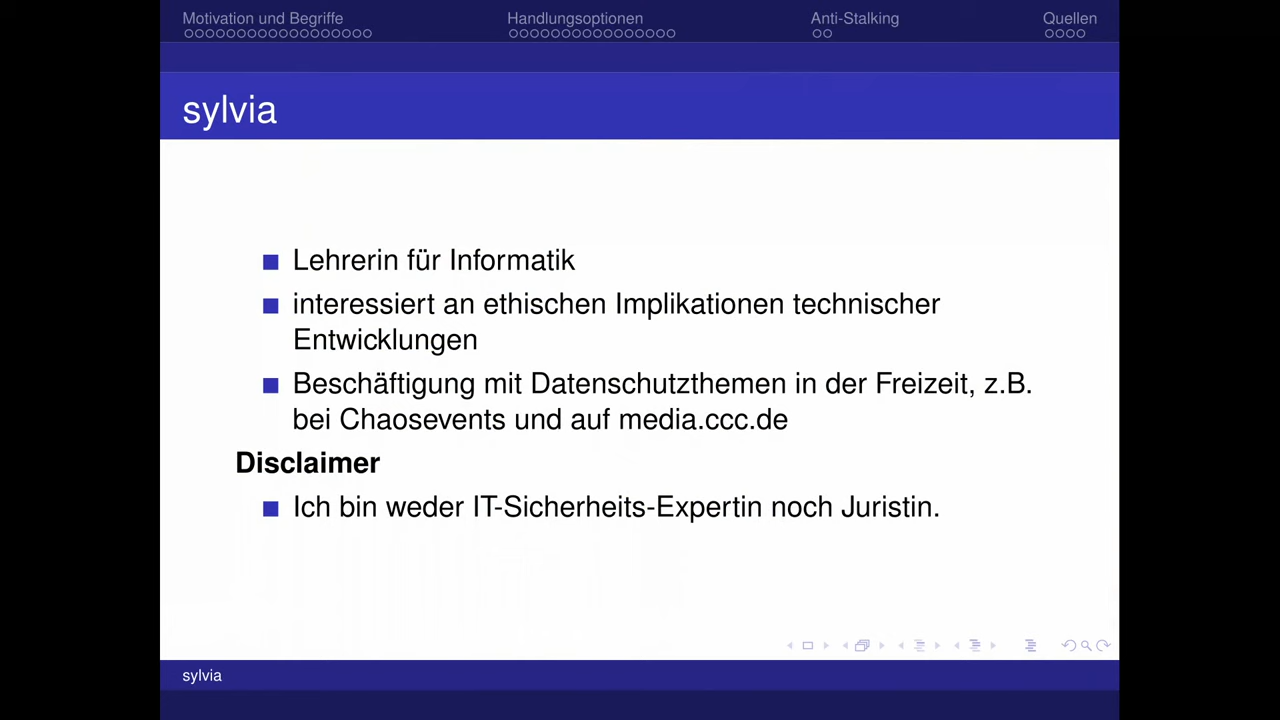 Motivation und Begriffe Handlungsoptionen Anti-Stalking Quellen
sylvia
Lehrerin für Informatik
interessiert an ethischen Implikationen technischer
Entwicklungen
Beschäftigung mit Datenschutzthemen in der Freizeit, z.B.
bei Chaosevents und auf media.ccc.de
Disclaimer
Ich bin weder IT-Sicherheits-Expertin noch Juristin.
sylvia